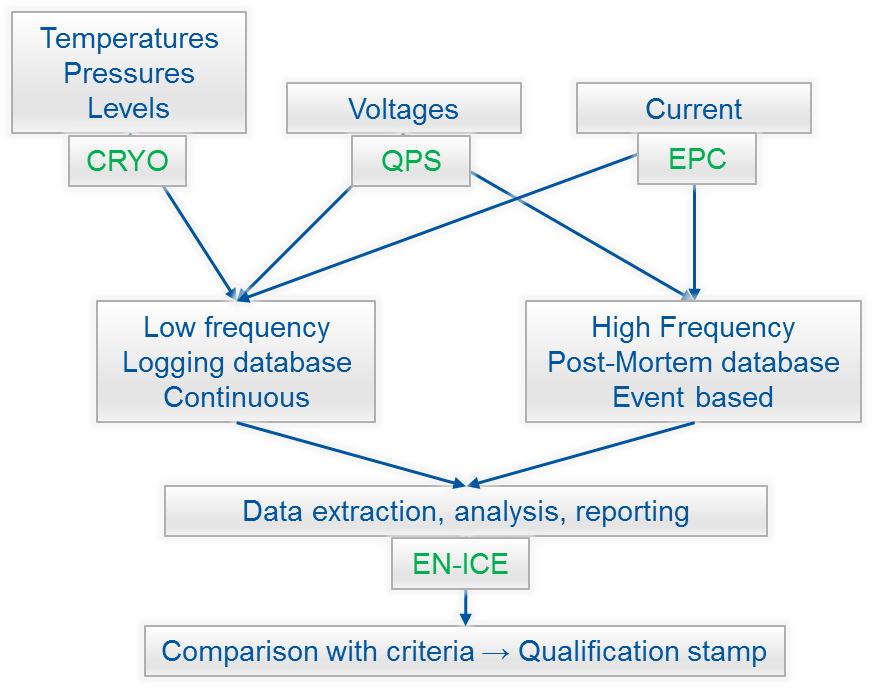 Temperatures
Pressures
Levels
CRYO
Voltages
QPS
Current
EPC
Low frequency
Logging database
Continuous
High Frequency
Post-Mortem database
Event based
Data extraction, analysis, reporting
EN-ICE
Comparison with criteria → Qualification stamp